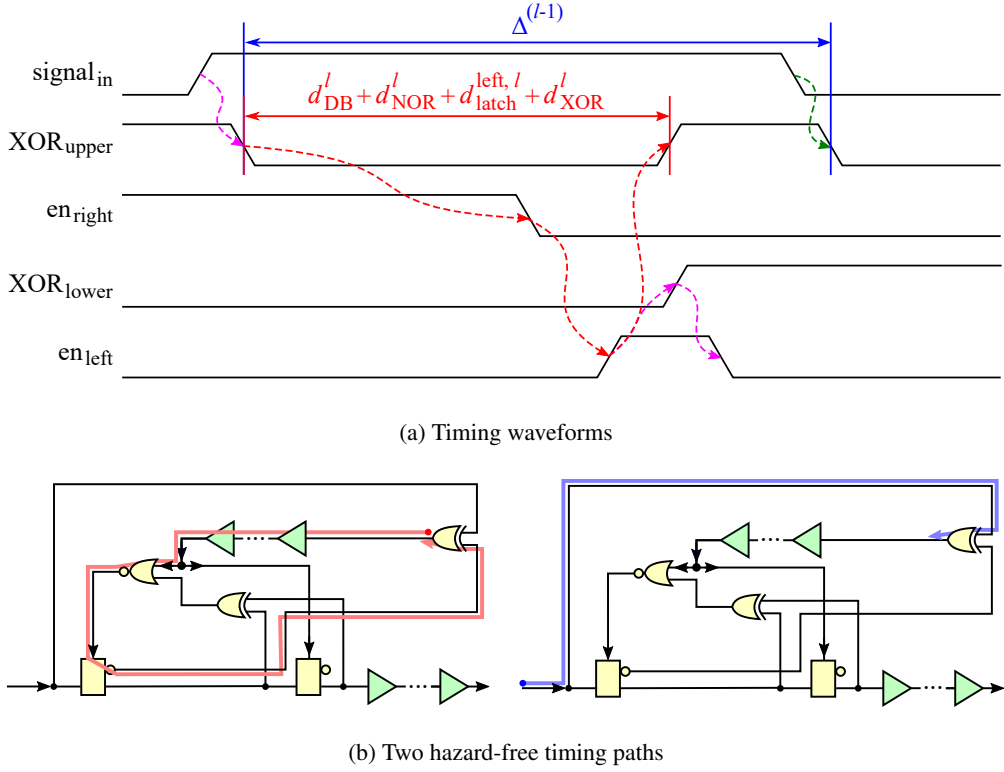 Δ^(l-1)
signal_in
d^l_DB + d^l_NOR + d^left, l_latch + d^l_XOR
XOR_upper
en_right
XOR_lower
en_left
(a) Timing waveforms
(b) Two hazard-free timing paths